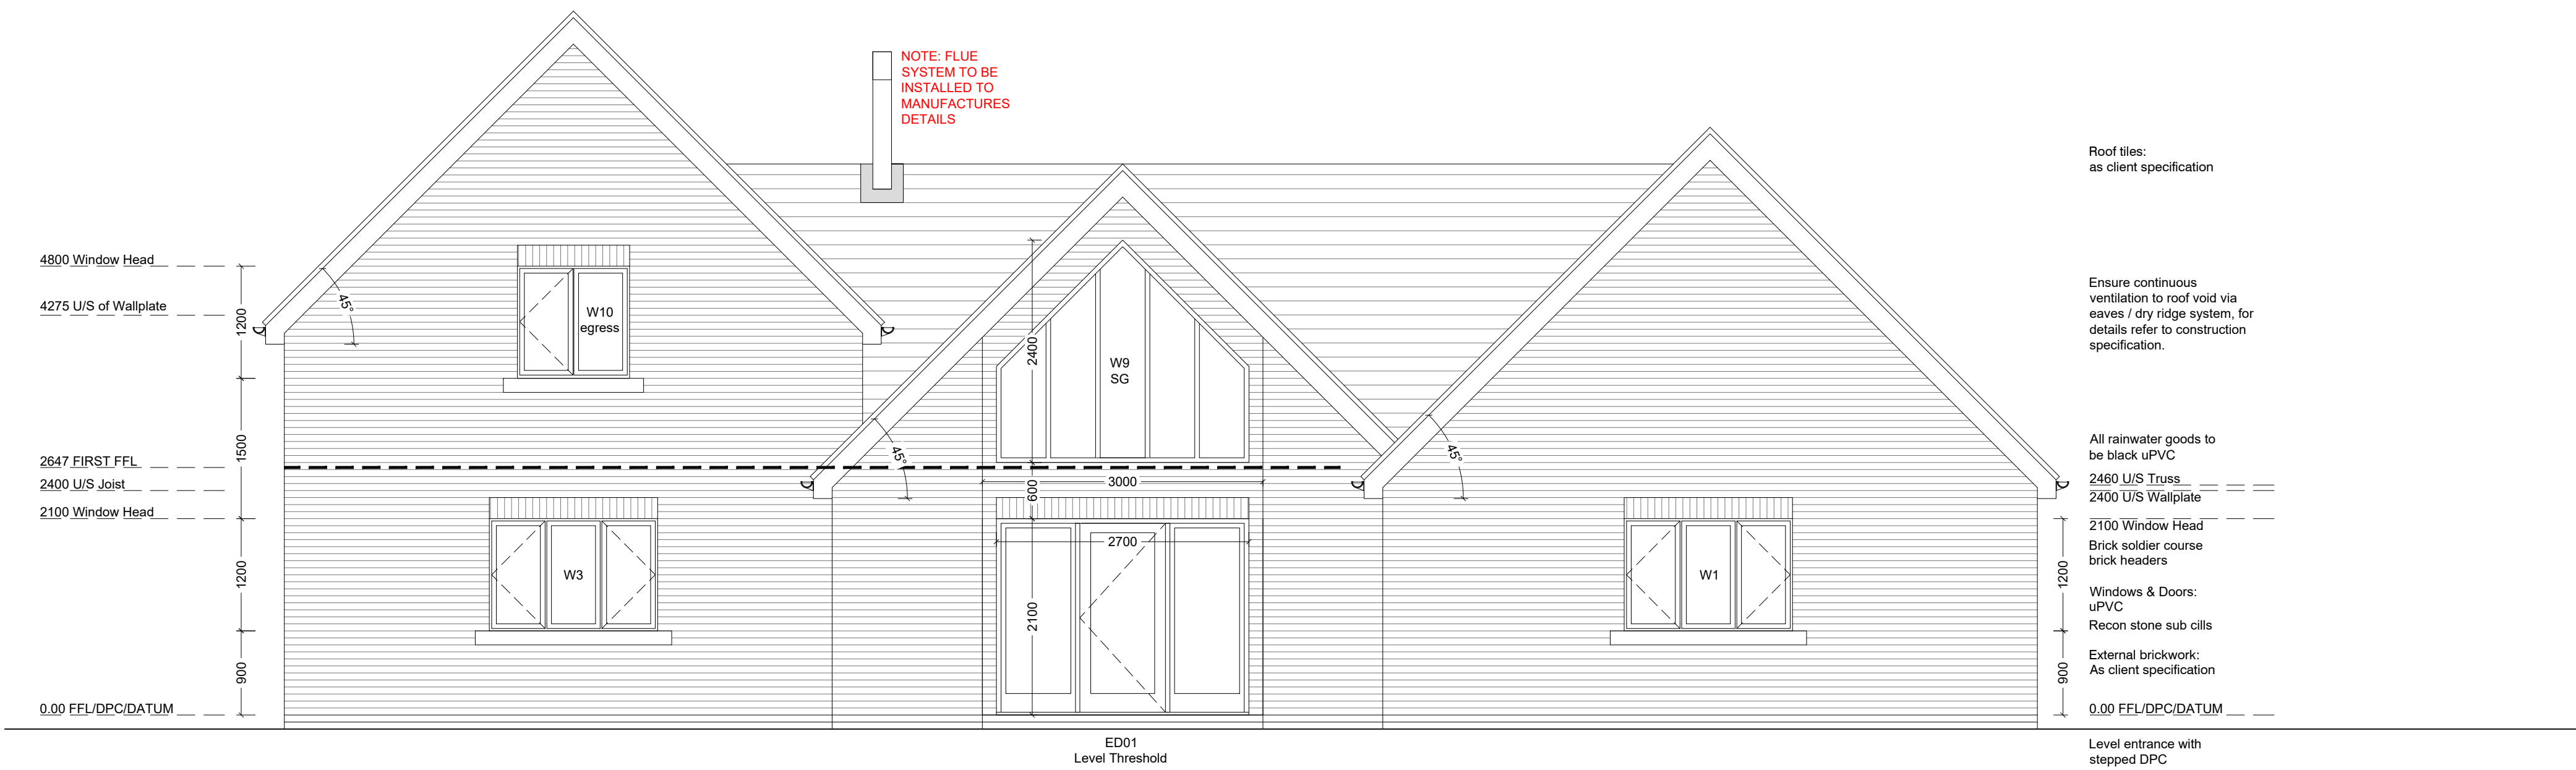 NOTE: FLUE
SYSTEM TO BE
INSTALLED TO
MANUFACTURES
DETAILS
4800 Window Head
4275 U/S of Wallplate
2647 FIRST FFL
2400 U/S Joist
2100 Window Head
0.00 FFL/DPC/DATUM
1200
1500
1200
900
45°
W10
egress
W3
45°
2400
600
2100
W9
SG
3000
2700
ED01
Level Threshold
45°
W1
1200
900
Roof tiles:
as client specification
Ensure continuous
ventilation to roof void via
eaves / dry ridge system, for
details refer to construction
specification.
All rainwater goods to
be black uPVC
2460 U/S Truss
2400 U/S Wallplate
2100 Window Head
Brick soldier course
brick headers
Windows & Doors:
uPVC
Recon stone sub cills
External brickwork:
As client specification
0.00 FFL/DPC/DATUM
Level entrance with
stepped DPC